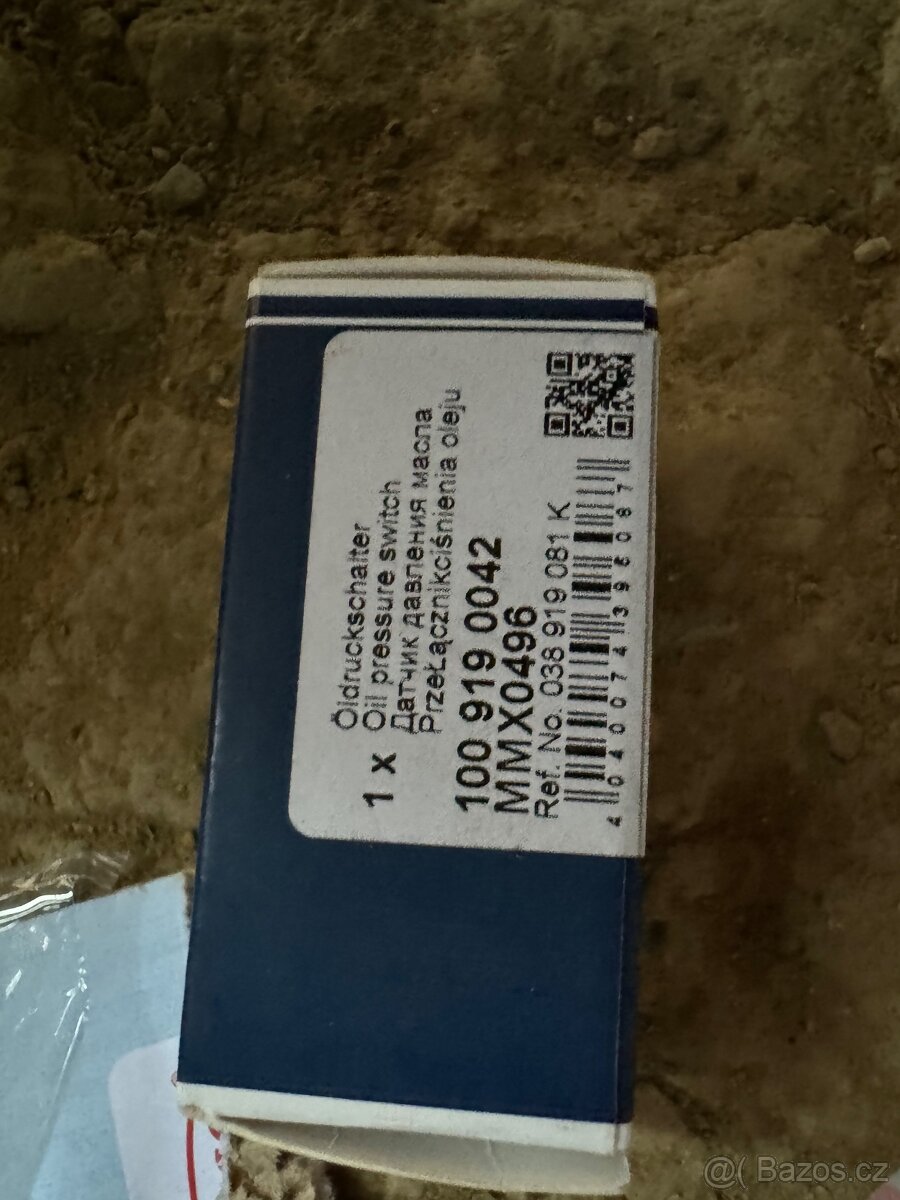 1 x Öldruckschalter
Oil pressure switch
Датчик давления масла
PrzeŁącznikciśnienia oleju
100 919 0042
MMX0496
Ref. No. 038 919 081 K
4 040074 396087
@( Bazos.cz